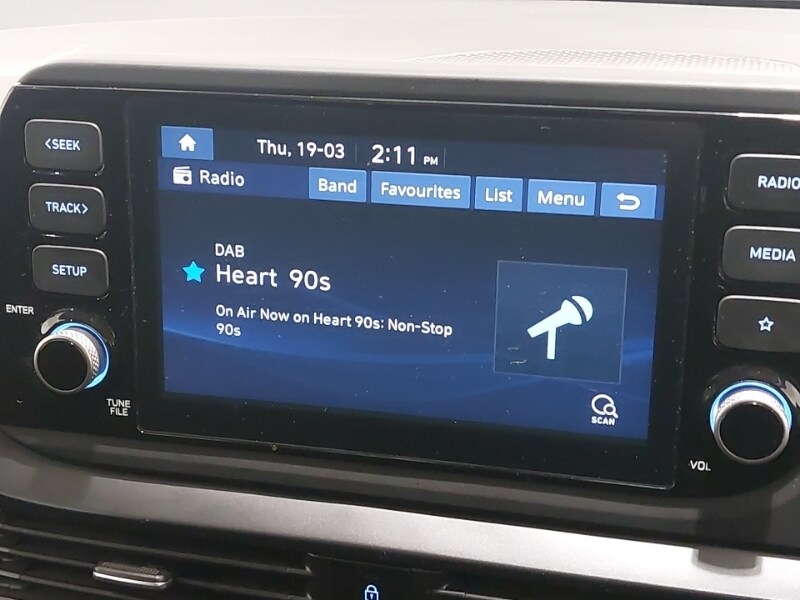 <SEEK
TRACK>
SETUP
ENTER
TUNE
FILE
Thu, 19-03 2:11 PM
Radio Band Favourites List Menu
DAB
Heart 90s
On Air Now on Heart 90s: Non-Stop
90s
SCAN
RADIO
MEDIA
VOL